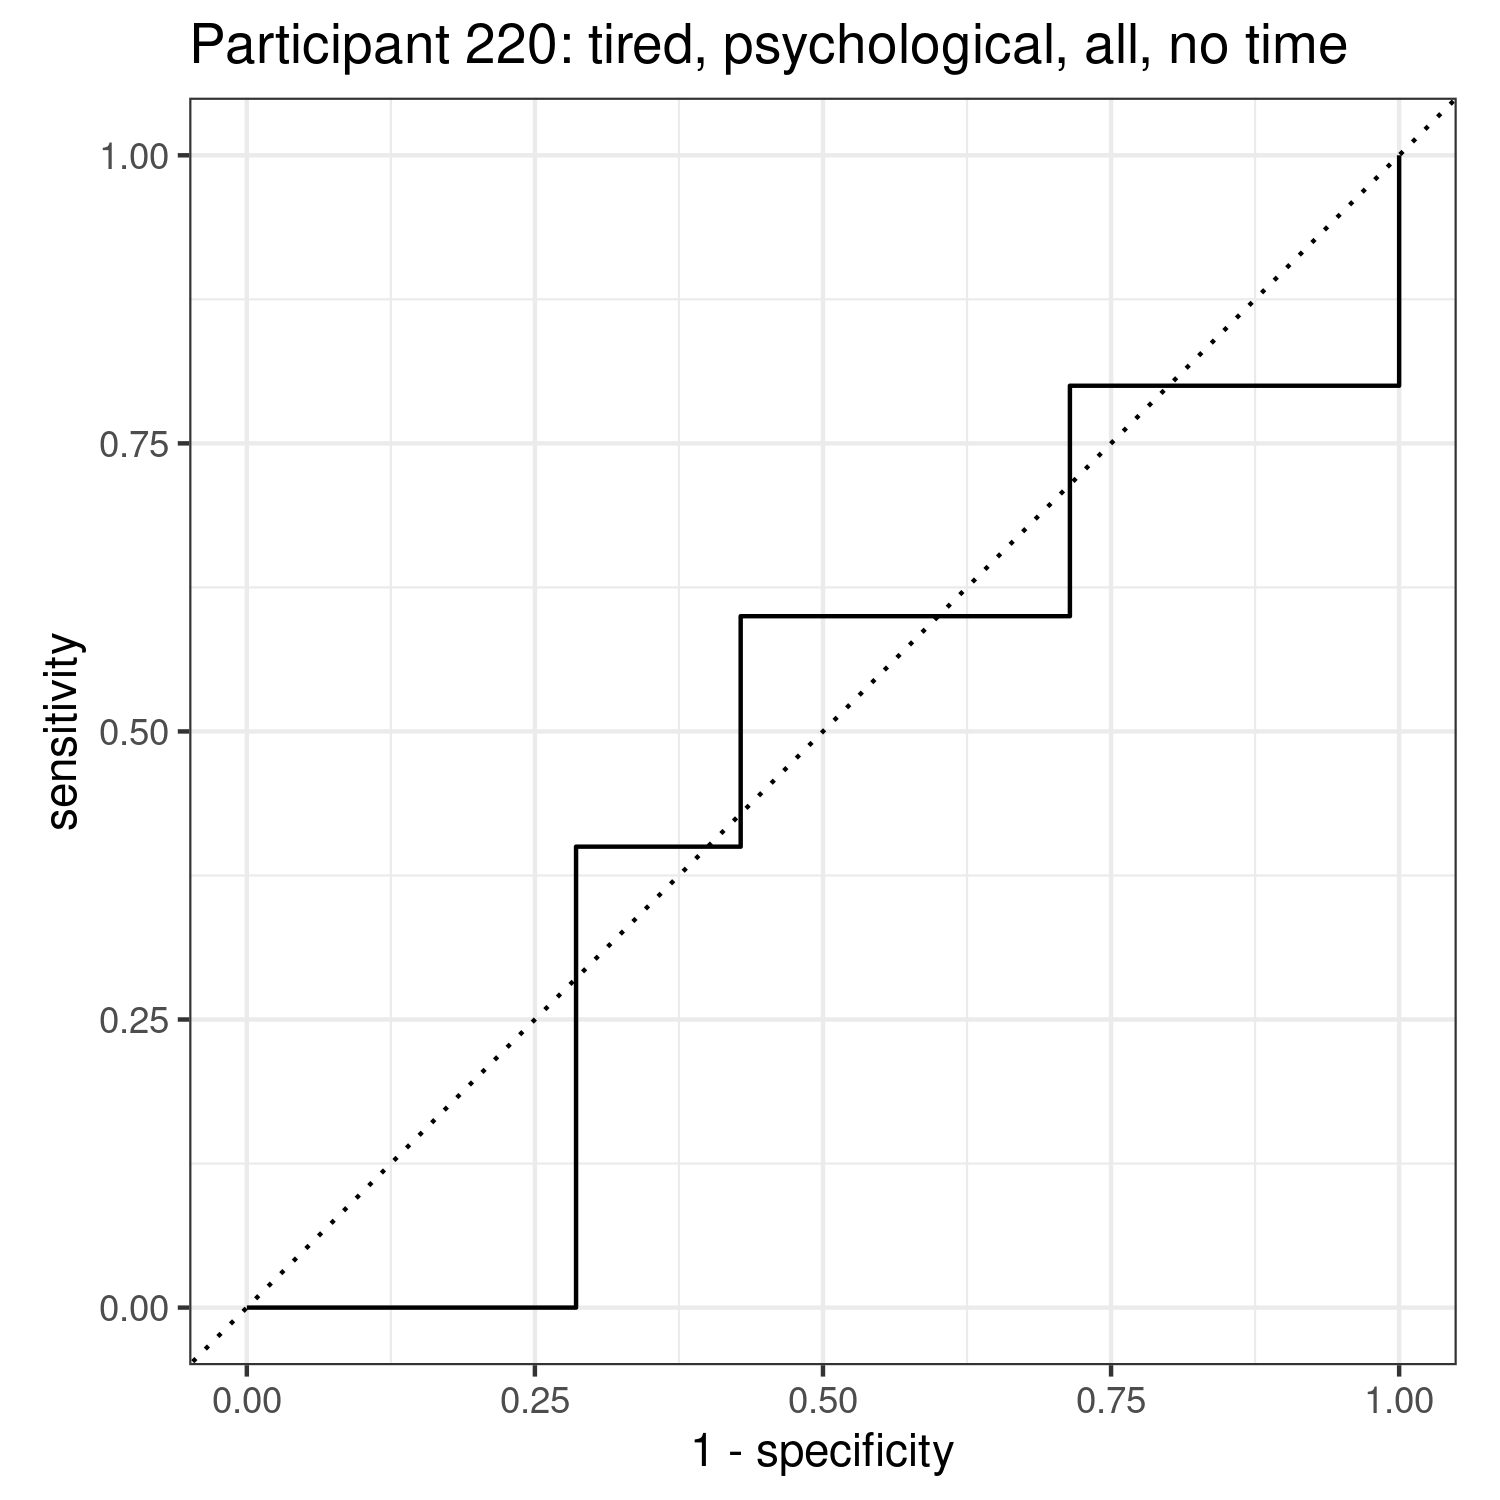 Participant 220: tired, psychological, all, no time
sensitivity
1.00
0.75
0.50
0.25
0.00
0.00 0.25 0.50 0.75 1.00
1 - specificity